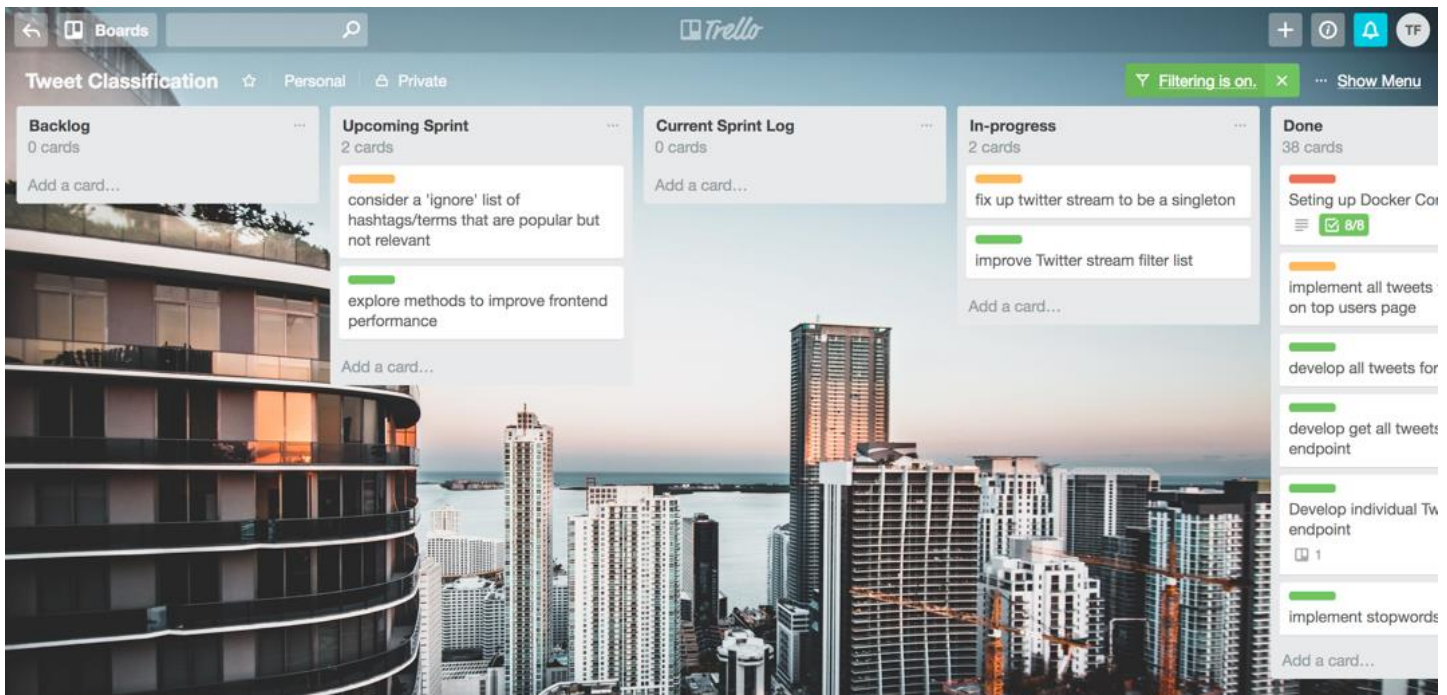 Boards
Trello
TF
Tweet Classification
Personal
Private
Filtering is on.
Show Menu
Backlog
0 cards
Add a card...
Upcoming Sprint
2 cards
consider a 'ignore' list of
hashtags/terms that are popular but
not relevant
explore methods to improve frontend
performance
Add a card...
Current Sprint Log
0 cards
Add a card...
In-progress
2 cards
fix up twitter stream to be a singleton
improve Twitter stream filter list
Add a card...
Done
38 cards
Seting up Docker
8/8
implement all tweets
on top users page
develop all tweets for
develop get all tweets
endpoint
Develop individual
endpoint
1
implement stopwords
Add a card...